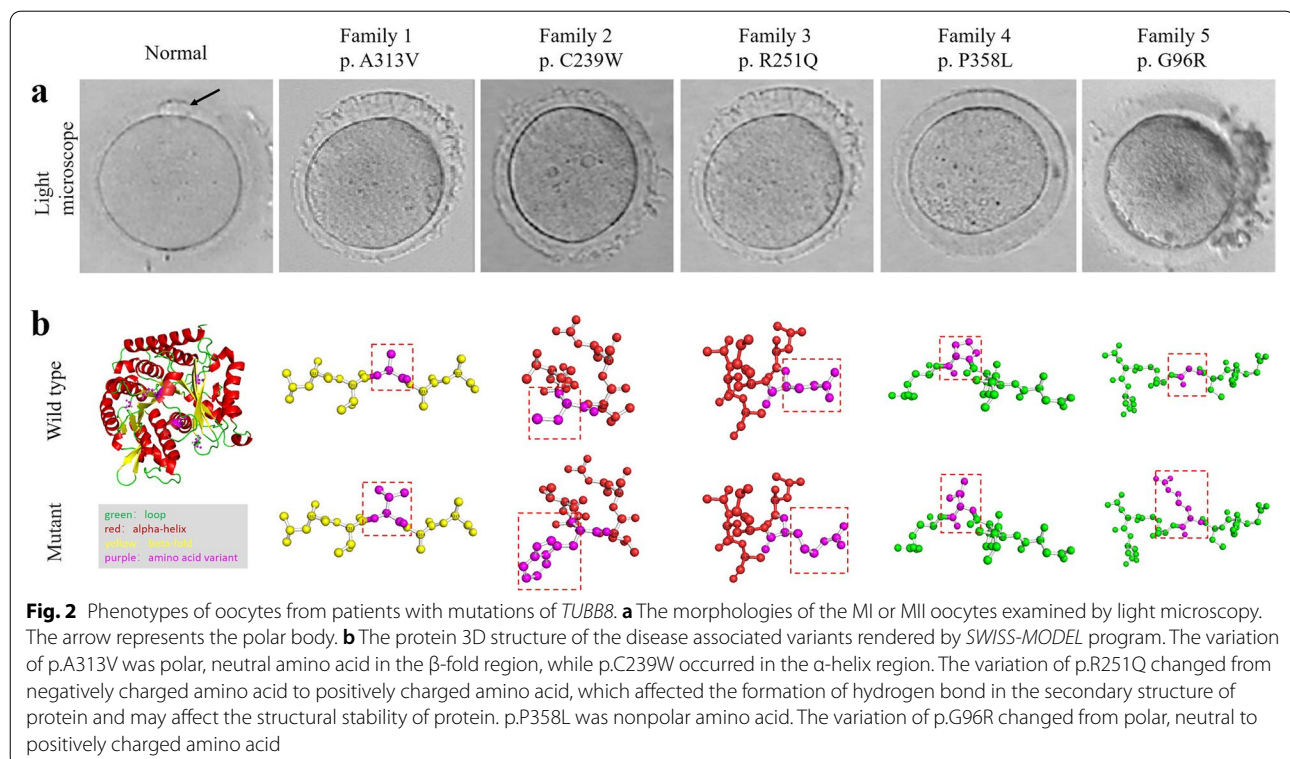 Normal
Family 1
p. A313V
Family 2
p. C239W
Family 3
p. R251Q
Family 4
p. P358L
Family 5
p. G96R
a
Light
microscope
b
Wild type
Mutant
green: loop
red: alpha-helix
yellow: beta-fold
purple: amino acid variant
Fig. 2 Phenotypes of oocytes from patients with mutations of TUBB8. a The morphologies of the MI or MII oocytes examined by light microscopy.
The arrow represents the polar body. b The protein 3D structure of the disease associated variants rendered by SWISS-MODEL program. The variation
of p.A313V was polar, neutral amino acid in the β-fold region, while p.C239W occurred in the α-helix region. The variation of p.R251Q changed from
negatively charged amino acid to positively charged amino acid, which affected the formation of hydrogen bond in the secondary structure of
protein and may affect the structural stability of protein. p.P358L was nonpolar amino acid. The variation of p.G96R changed from polar, neutral to
positively charged amino acid